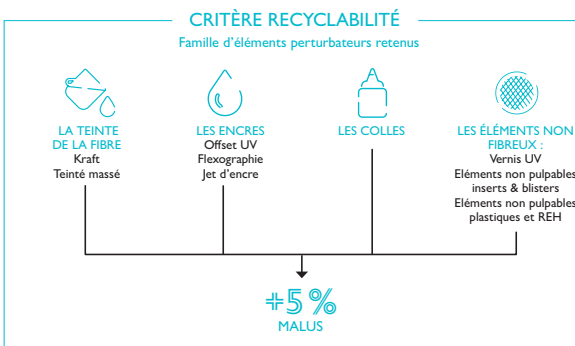 CRITÈRE RECYCLABILITÉ
Famille d'éléments perturbateurs retenus
LA TEINTE
DE LA FIBRE
Kraft
Teinté massé
LES ENCRES
Offset UV
Flexographie
Jet d'encre
LES COLLES
LES ÉLÉMENTS NON
FIBREUX :
Vernis UV
Eléments non pulpables
inserts & blisters
Eléments non pulpables
plastiques et REH
+5 %
MALUS